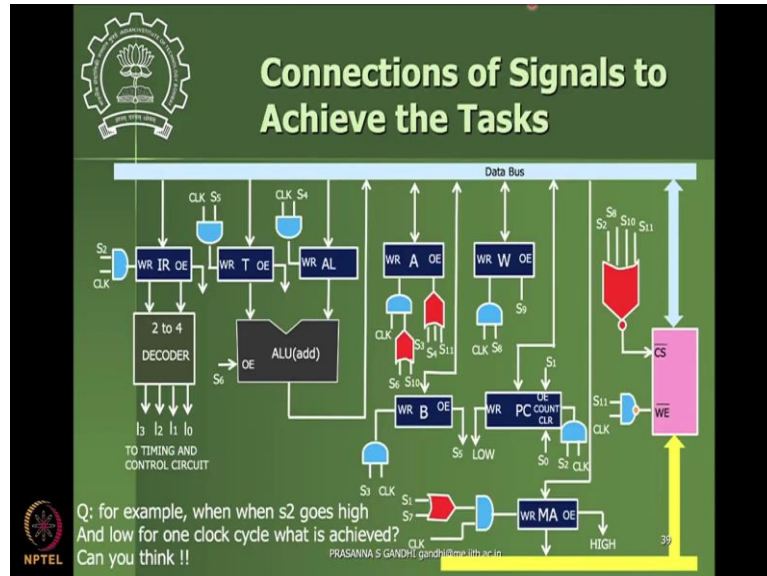 Connections of Signals to
Achieve the Tasks
Data Bus
CLK S5
CLK S4
S2
CLK
WR IR OE
WR T OE
WR AL
WR A OE
WR W OE
S2 S8 S10 S11
2 to 4
DECODER
S6
OE
ALU(add)
CLK
S6 S10
S3 S4 S11
CLK S8
S9
CS
WE
S11
CLK
I3 I2 I1 I0
TO TIMING AND
CONTROL CIRCUIT
WR B OE
S3 CLK
S5
S1
WR PC OE
COUNT
CLR
LOW
S0
S2 CLK
S1
S7
CLK
WR MA OE
HIGH
Q: for example, when when s2 goes high
And low for one clock cycle what is achieved?
Can you think !!
PRASANNA S GANDHI gandhi@me.iitb.ac.in
39
NPTEL